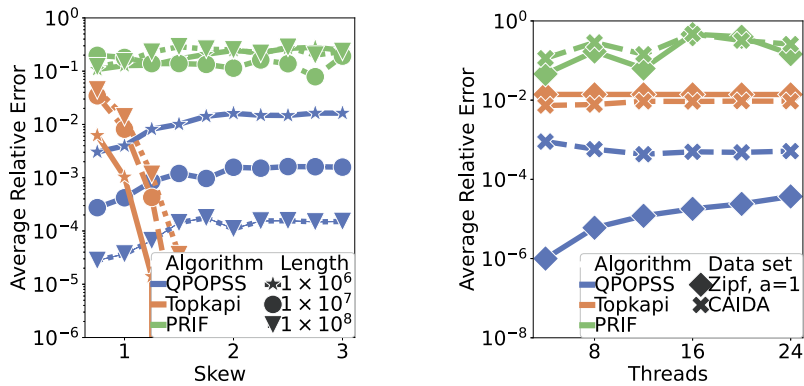 Average Relative Error
10^0
10^-1
10^-2
10^-3
10^-4
10^-5
10^-6
Algorithm Length
QPOPSS 1 × 10^6
Topkapi 1 × 10^7
PRIF 1 × 10^8
1 2 3
Skew
Average Relative Error
10^0
10^-2
10^-4
10^-6
10^-8
Algorithm Data set
QPOPSS Zipf, a=1
Topkapi CAIDA
PRIF
8 16 24
Threads